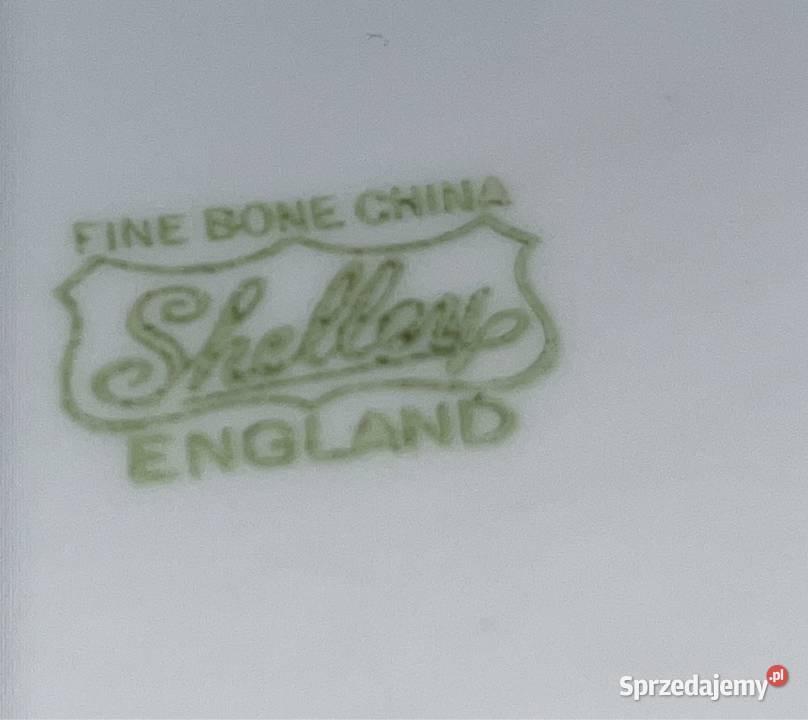 FINE BONE CHINA
Shelley
ENGLAND
Sprzedajemy.pl